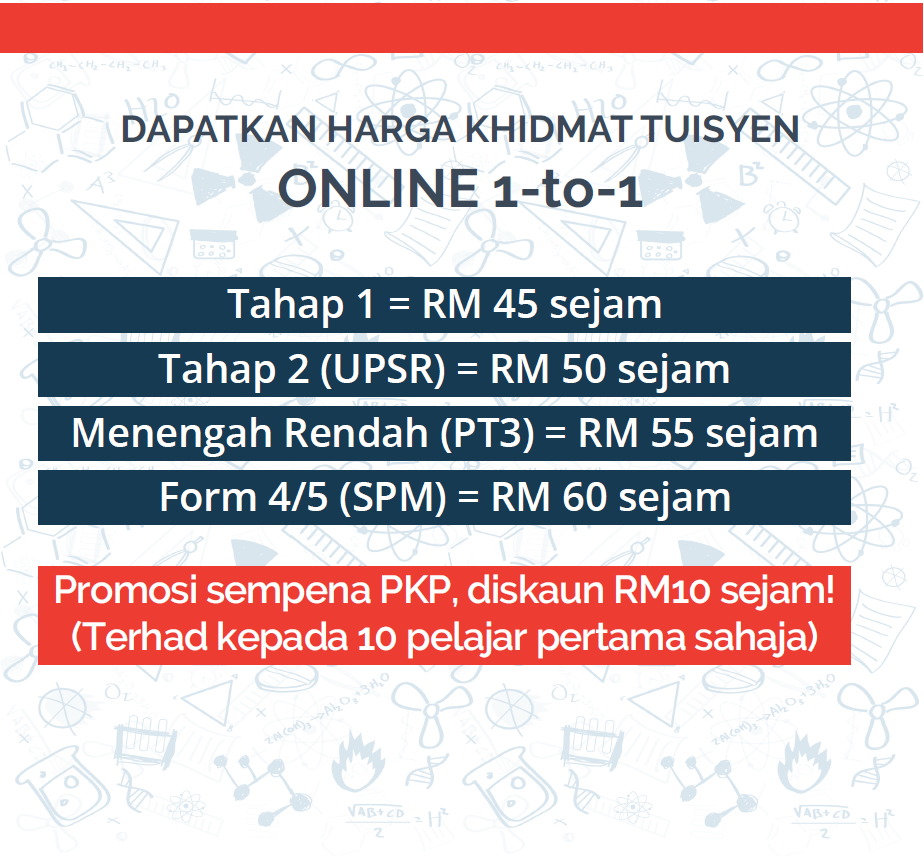 DAPATKAN HARGA KHIDMAT TUISYEN
ONLINE 1-to-1
Tahap 1 = RM 45 sejam
Tahap 2 (UPSR) = RM 50 sejam
Menengah Rendah (PT3) = RM 55 sejam
Form 4/5 (SPM) = RM 60 sejam
Promosi sempena PKP, diskaun RM10 sejam!
(Terhad kepada 10 pelajar pertama sahaja)